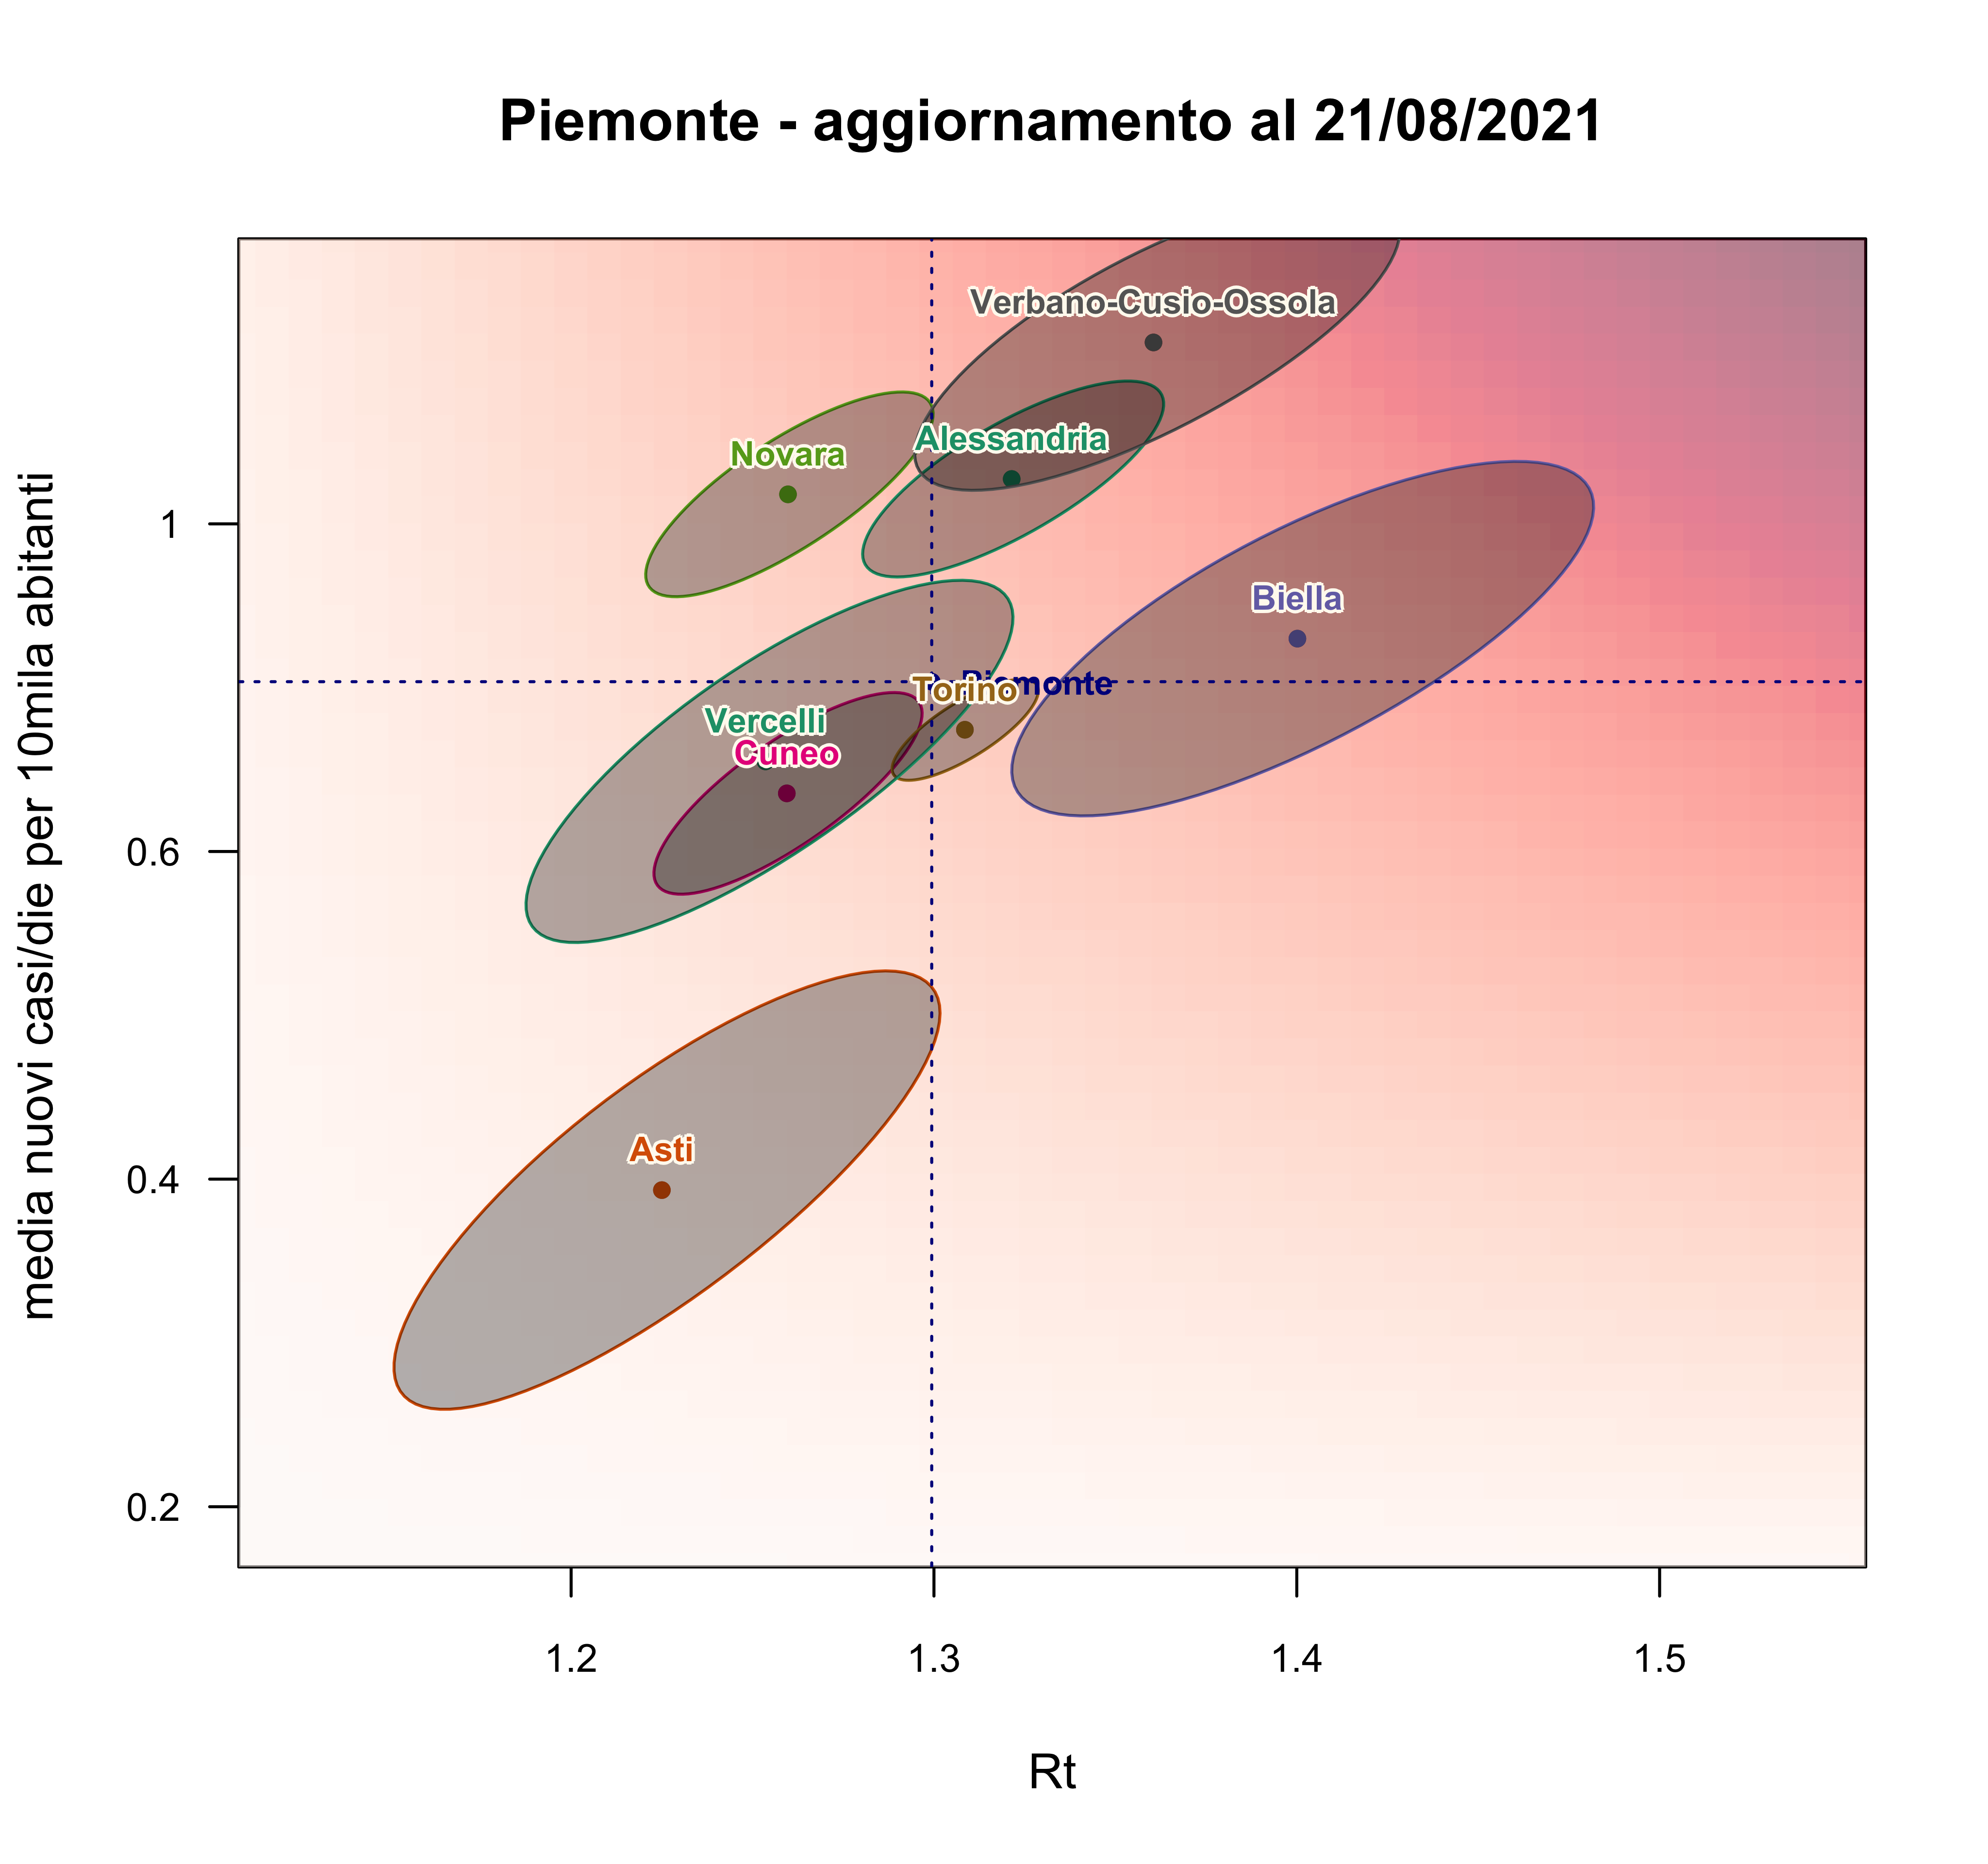 Piemonte - aggiornamento al 21/08/2021
media nuovi casi/die per 10mila abitanti
1
0.6
0.4
0.2
Verbano-Cusio-Ossola
Alessandria
Novara
Biella
Piemonte
Torino
Vercelli
Cuneo
Asti
1.2
1.3
1.4
1.5
Rt